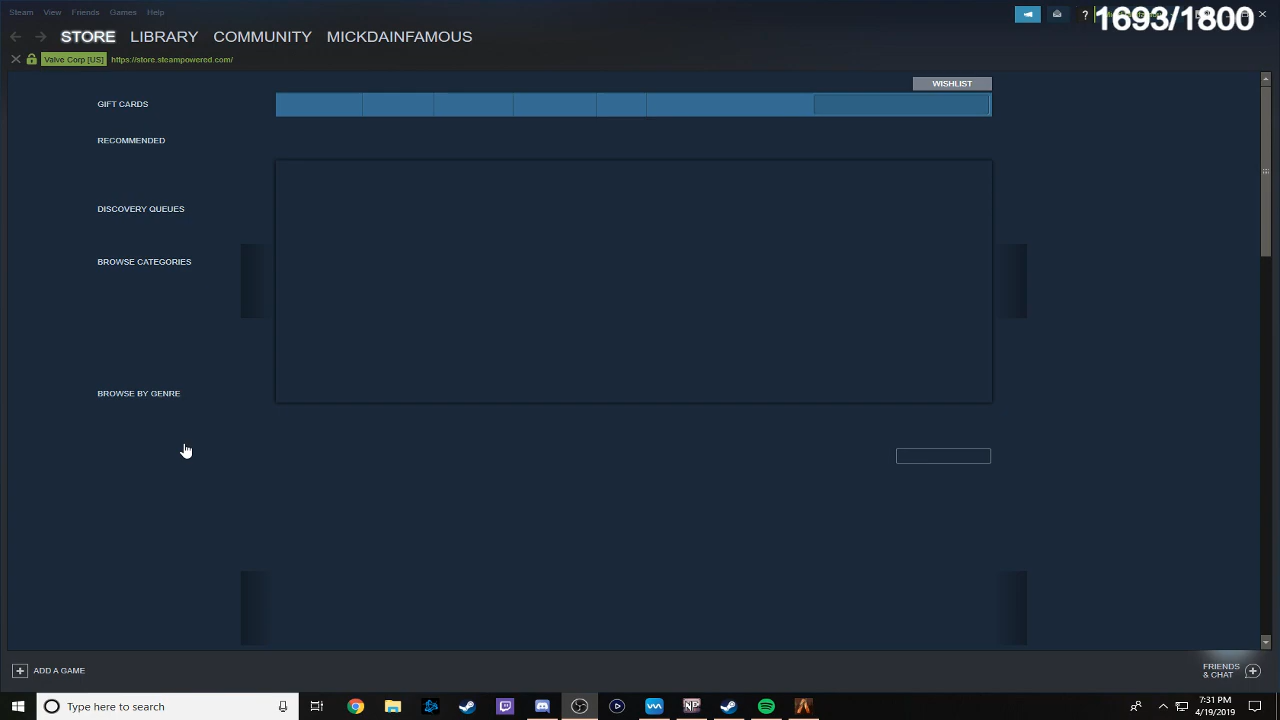 Steam View Friends Games Help
1693/1800
STORE LIBRARY COMMUNITY MICKDAINFAMOUS
Valve Corp [US] https://store.steampowered.com/
WISHLIST
GIFT CARDS
RECOMMENDED
DISCOVERY QUEUES
BROWSE CATEGORIES
BROWSE BY GENRE
ADD A GAME
FRIENDS
& CHAT
Type here to search
7:31 PM
4/19/2019